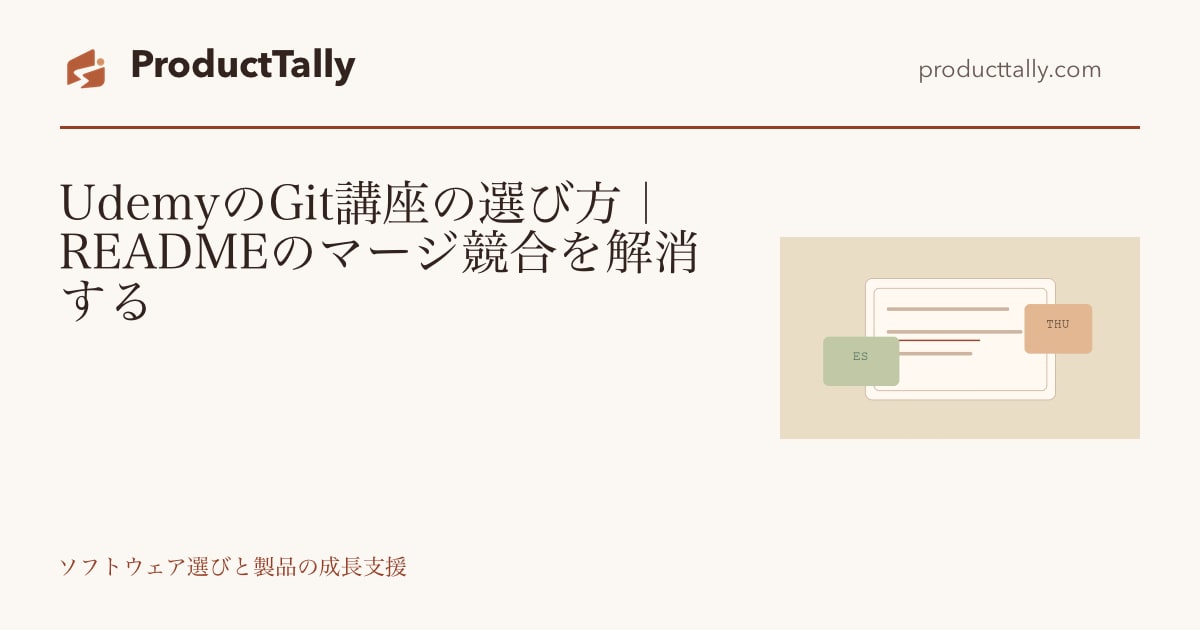 ProductTally
producttally.com
UdemyのGit講座の選び方｜
READMEのマージ競合を解消
する
THU
ES
ソフトウェア選びと製品の成長支援